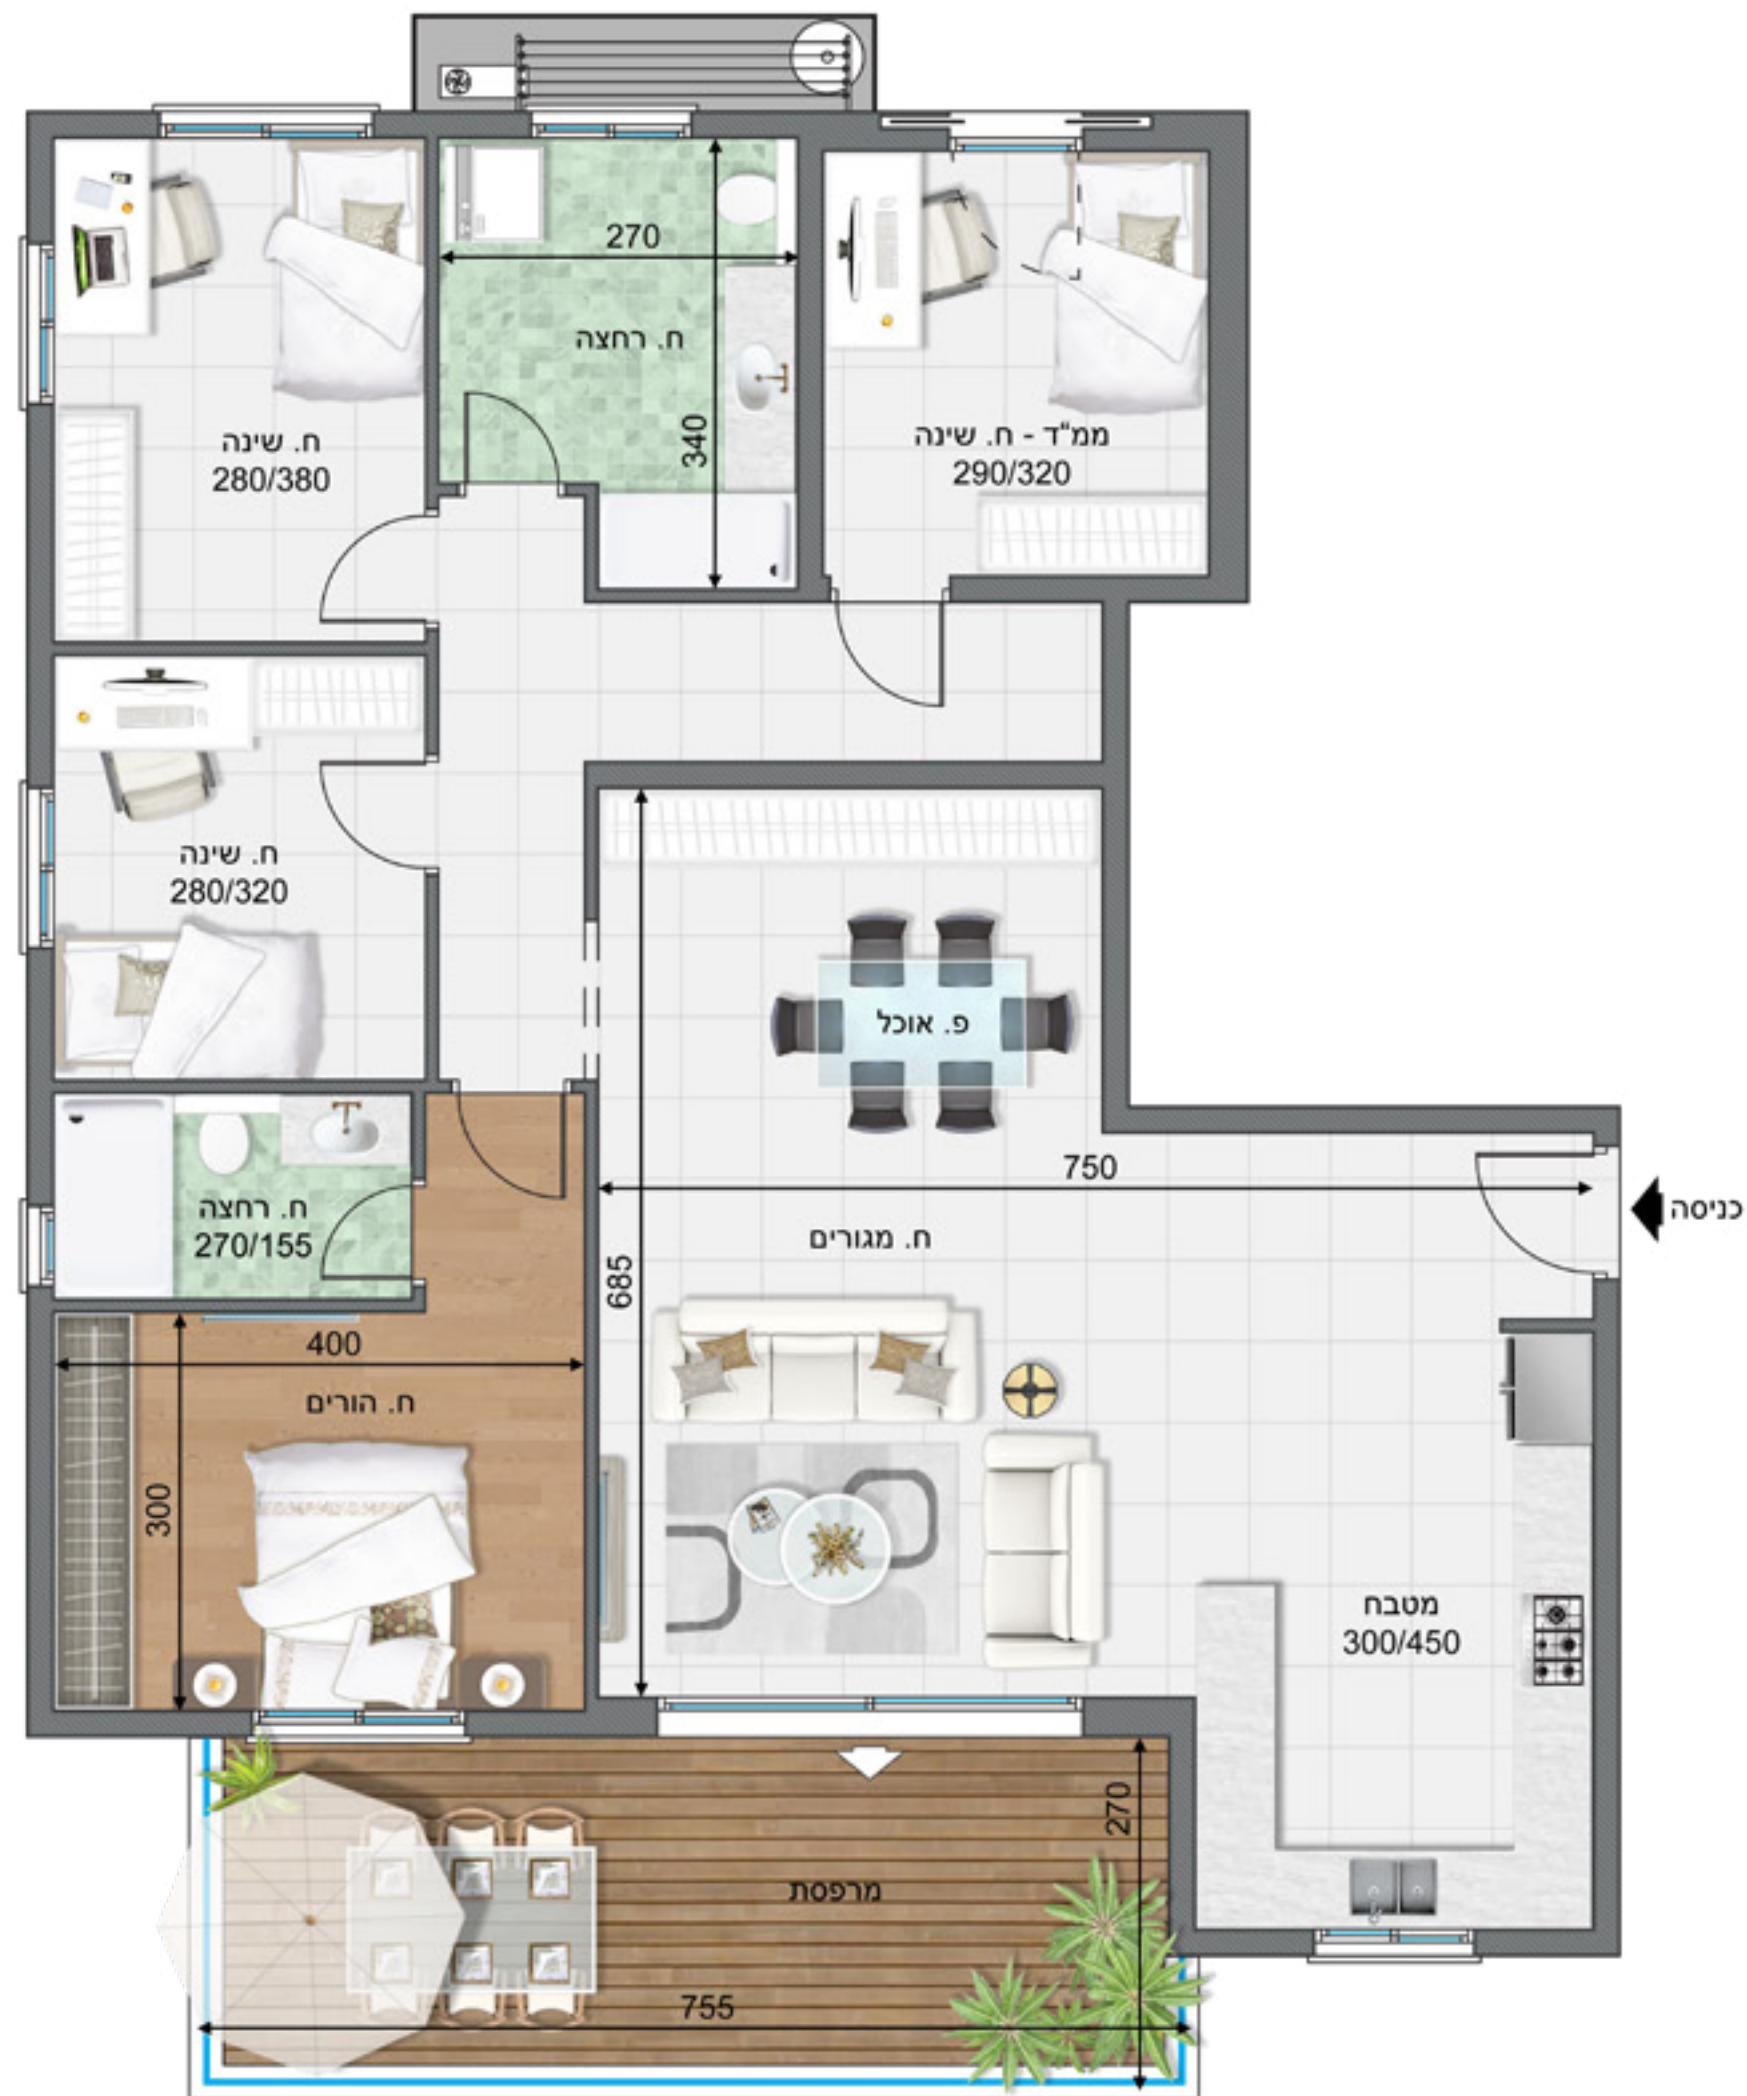 270
ח. רחצה
340
ח. שינה
280/380
ממ"ד - ח. שינה
290/320
ח. שינה
280/320
פ. אוכל
750
כניסה
ח. רחצה
270/155
ח. מגורים
685
400
ח. הורים
300
מטבח
300/450
270
מרפסת
755